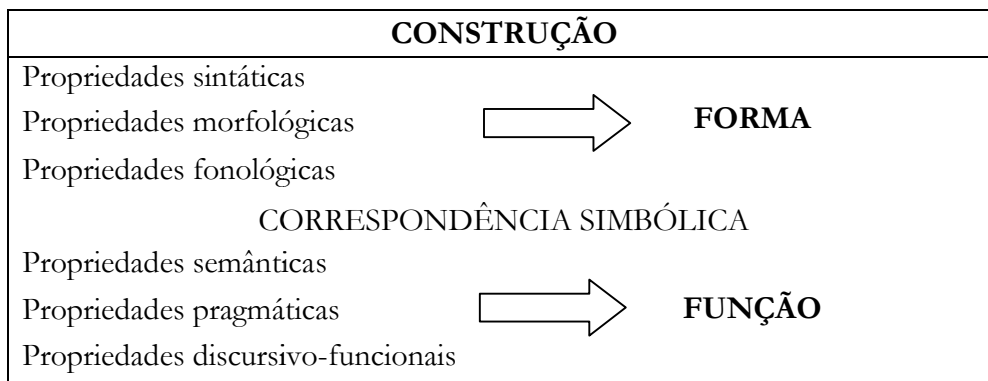 CONSTRUÇÃO
Propriedades sintáticas
Propriedades morfológicas FORMA
Propriedades fonológicas
CORRESPONDÊNCIA SIMBÓLICA
Propriedades semânticas
Propriedades pragmáticas FUNÇÃO
Propriedades discursivo-funcionais